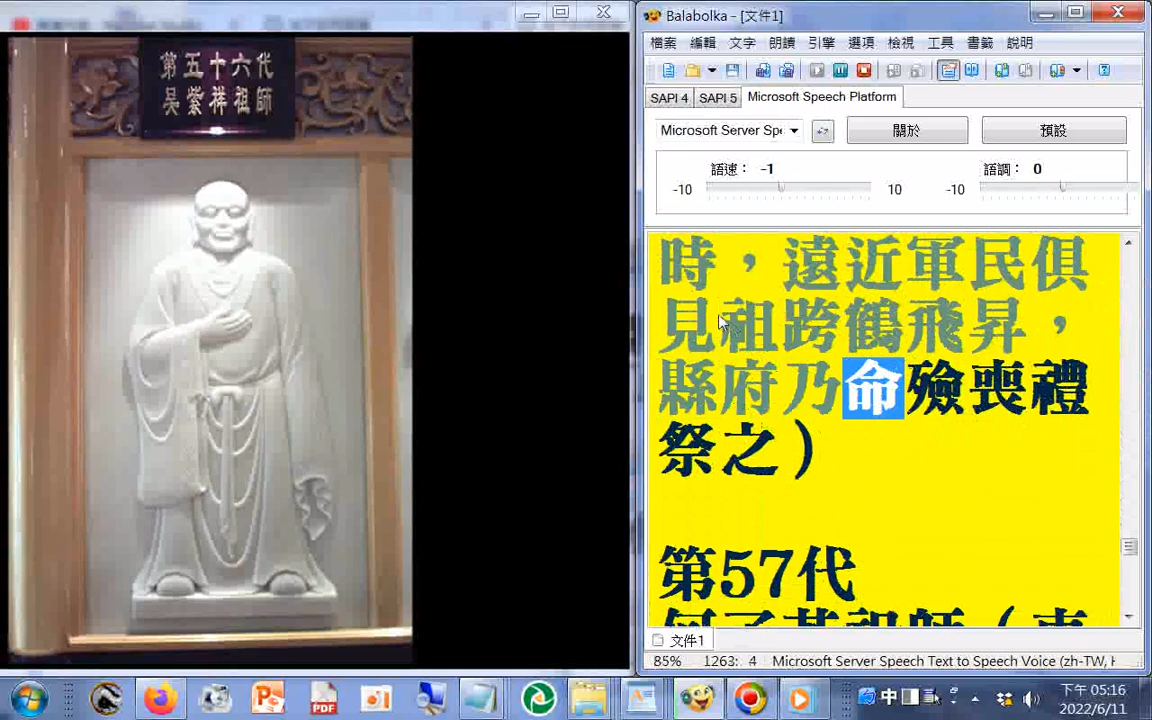 第五十六代
吳紫祥祖師
Balabolka - [文件1]
檔案 編輯 文字 朗讀 引擎 選項 檢視 工具 書籤 說明
SAPI 4 SAPI 5 Microsoft Speech Platform
Microsoft Server Spe 關於 預設
語速： -1 語調： 0
-10 10 -10
時，遠近軍民俱
見祖跨鶴飛昇，
縣府乃命殮喪禮
祭之）
第57代
文件1
85% 1263: 4 Microsoft Server Speech Text to Speech Voice (zh-TW, H
PDF
中
下午 05:16
2022/6/11